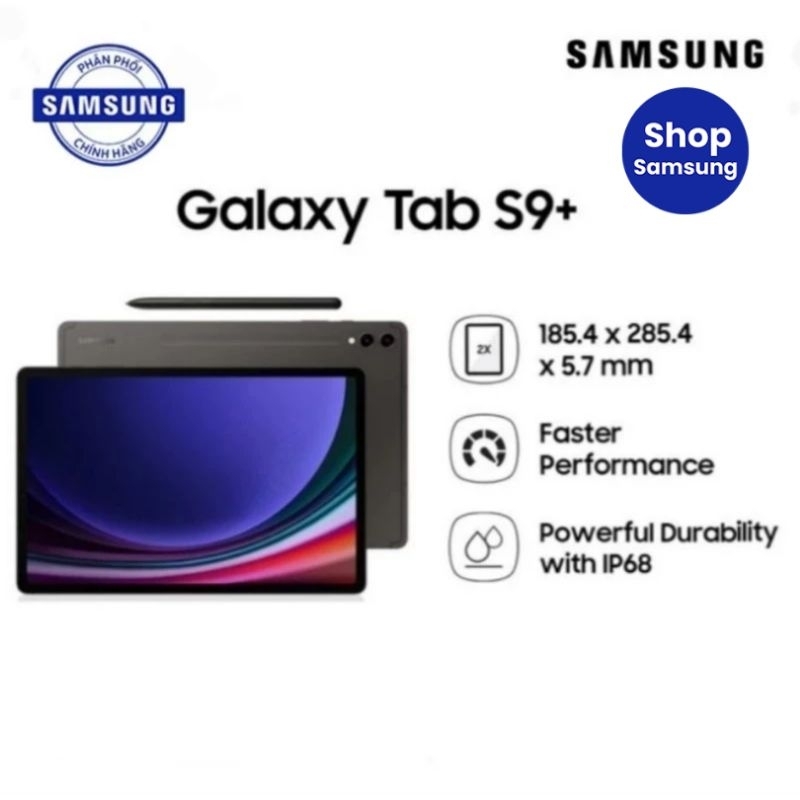 PHÂN PHỐI
SAMSUNG
CHÍNH HÃNG
SAMSUNG
Shop
Samsung
Galaxy Tab S9+
SAMSUNG
2X
185.4 x 285.4
x 5.7 mm
Faster
Performance
Powerful Durability
with IP68